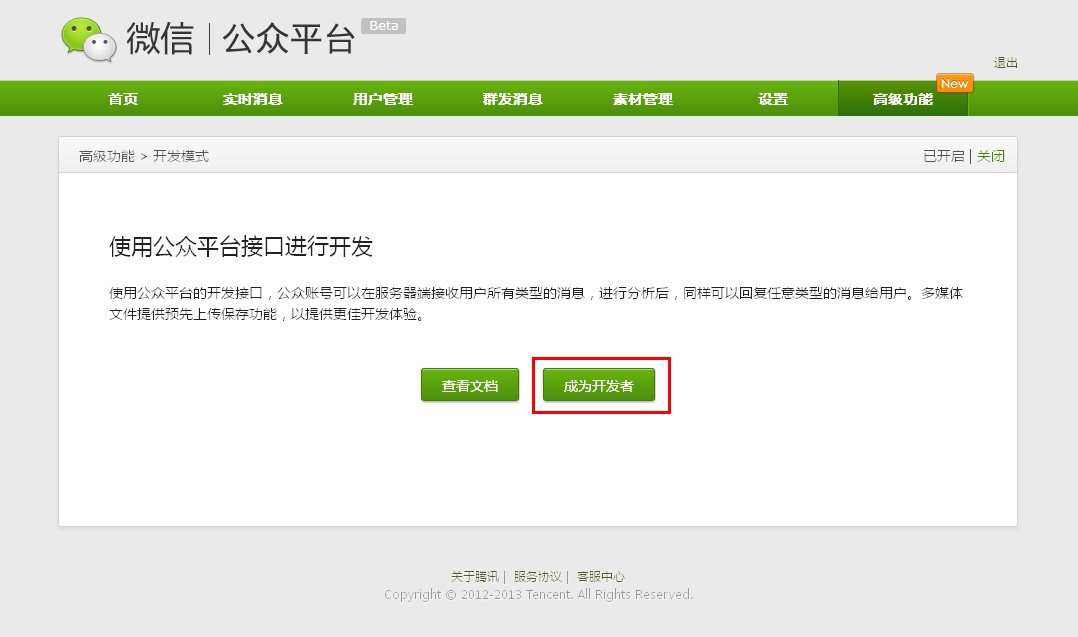 微信 | 公众平台 Beta
退出
首页 实时消息 用户管理 群发消息 素材管理 设置 高级功能 New
高级功能 > 开发模式 已开启 | 关闭
使用公众平台接口进行开发
使用公众平台的开发接口，公众账号可以在服务器端接收用户所有类型的消息，进行分析后，同样可以回复任意类型的消息给用户。多媒体
文件提供预先上传保存功能，以提供更佳开发体验。
查看文档 成为开发者
关于腾讯 | 服务协议 | 客服中心
Copyright © 2012-2013 Tencent. All Rights Reserved.